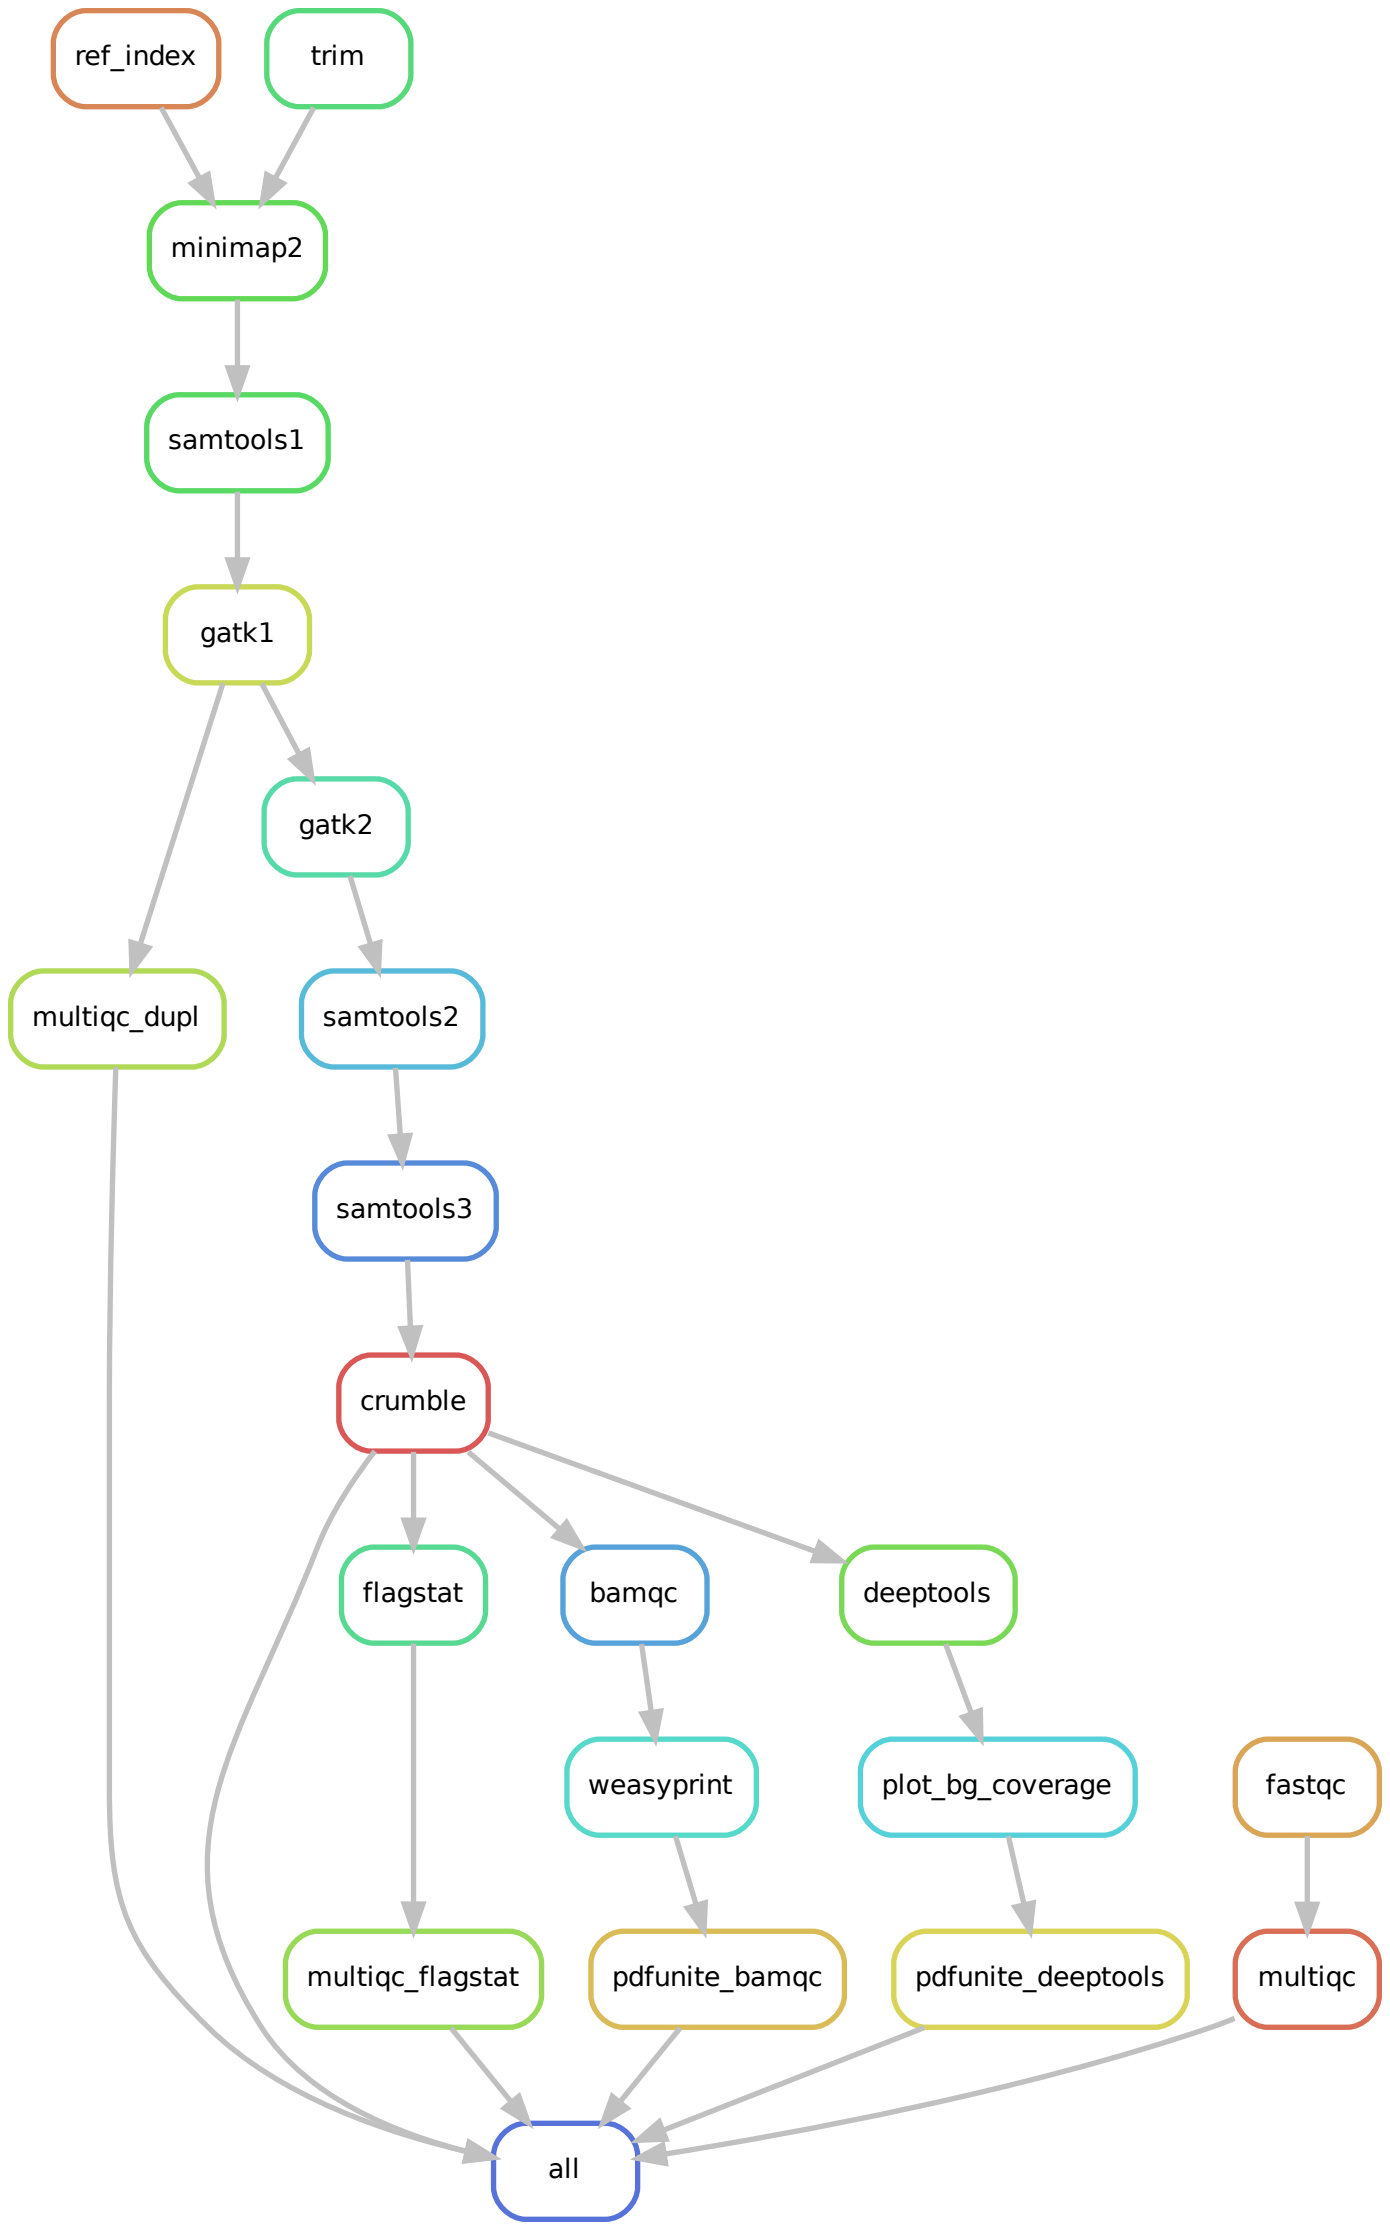 ref_index
trim
minimap2
samtools1
gatk1
gatk2
multiqc_dupl
samtools2
samtools3
crumble
flagstat
bamqc
deeptools
weasyprint
plot_bg_coverage
fastqc
multiqc_flagstat
pdfunite_bamqc
pdfunite_deeptools
multiqc
all